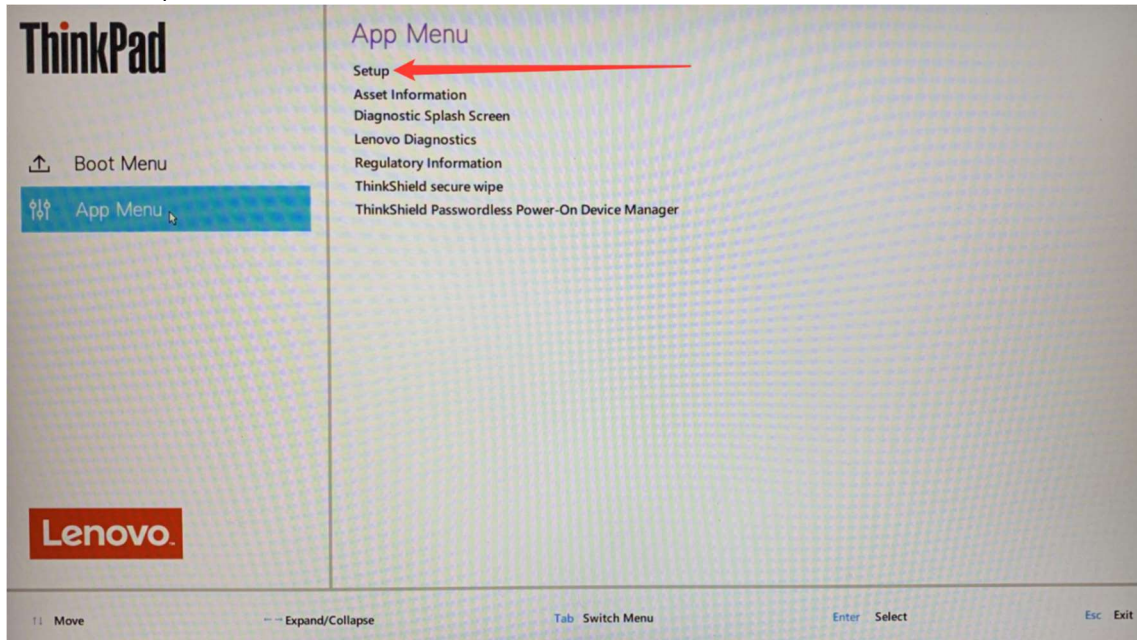 ThinkPad
Boot Menu
App Menu
App Menu
Setup
Asset Information
Diagnostic Splash Screen
Lenovo Diagnostics
Regulatory Information
ThinkShield secure wipe
ThinkShield Passwordless Power-On Device Manager
Lenovo.
↑↓ Move
←→ Expand/Collapse
Tab Switch Menu
Enter Select
Esc Exit